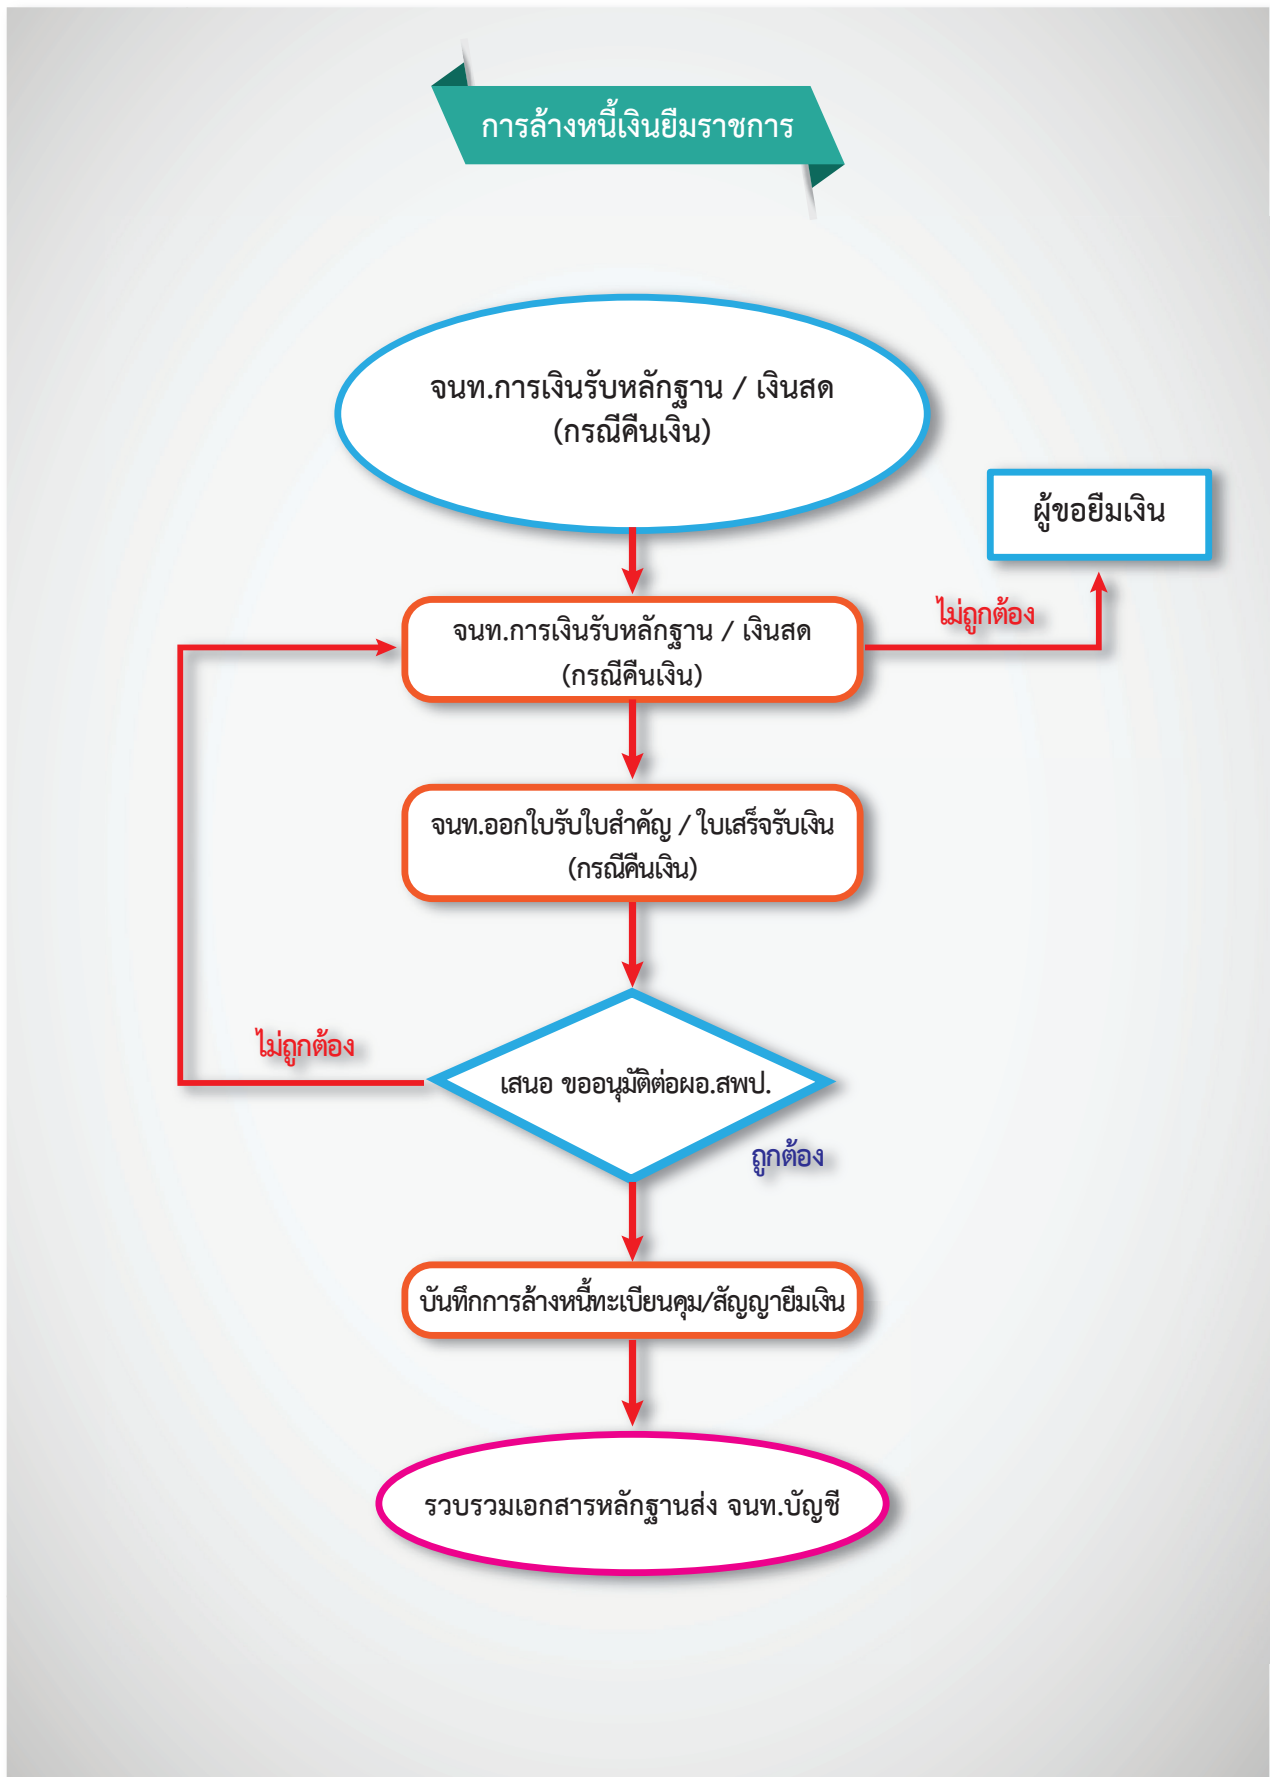 การล้างหนี้เงินยืมราชการ
จนท.การเงินรับหลักฐาน / เงินสด
(กรณีคืนเงิน)
ผู้ขอยืมเงิน
ไม่ถูกต้อง
จนท.การเงินรับหลักฐาน / เงินสด
(กรณีคืนเงิน)
จนท.ออกใบรับใบสำคัญ / ใบเสร็จรับเงิน
(กรณีคืนเงิน)
ไม่ถูกต้อง
เสนอ ขออนุมัติต่อผอ.สพป.
ถูกต้อง
บันทึกการล้างหนี้ทะเบียนคุม/สัญญายืมเงิน
รวบรวมเอกสารหลักฐานส่ง จนท.บัญชี